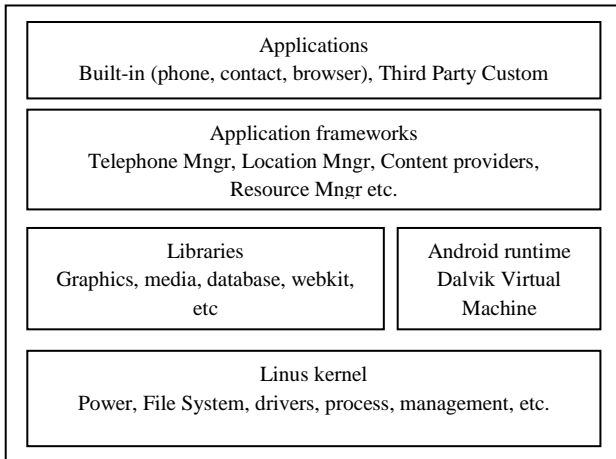 Applications
Built-in (phone, contact, browser), Third Party Custom
Application frameworks
Telephone Mngr, Location Mngr, Content providers,
Resource Mngr etc.
Libraries
Graphics, media, database, webkit,
etc
Android runtime
Dalvik Virtual
Machine
Linus kernel
Power, File System, drivers, process, management, etc.